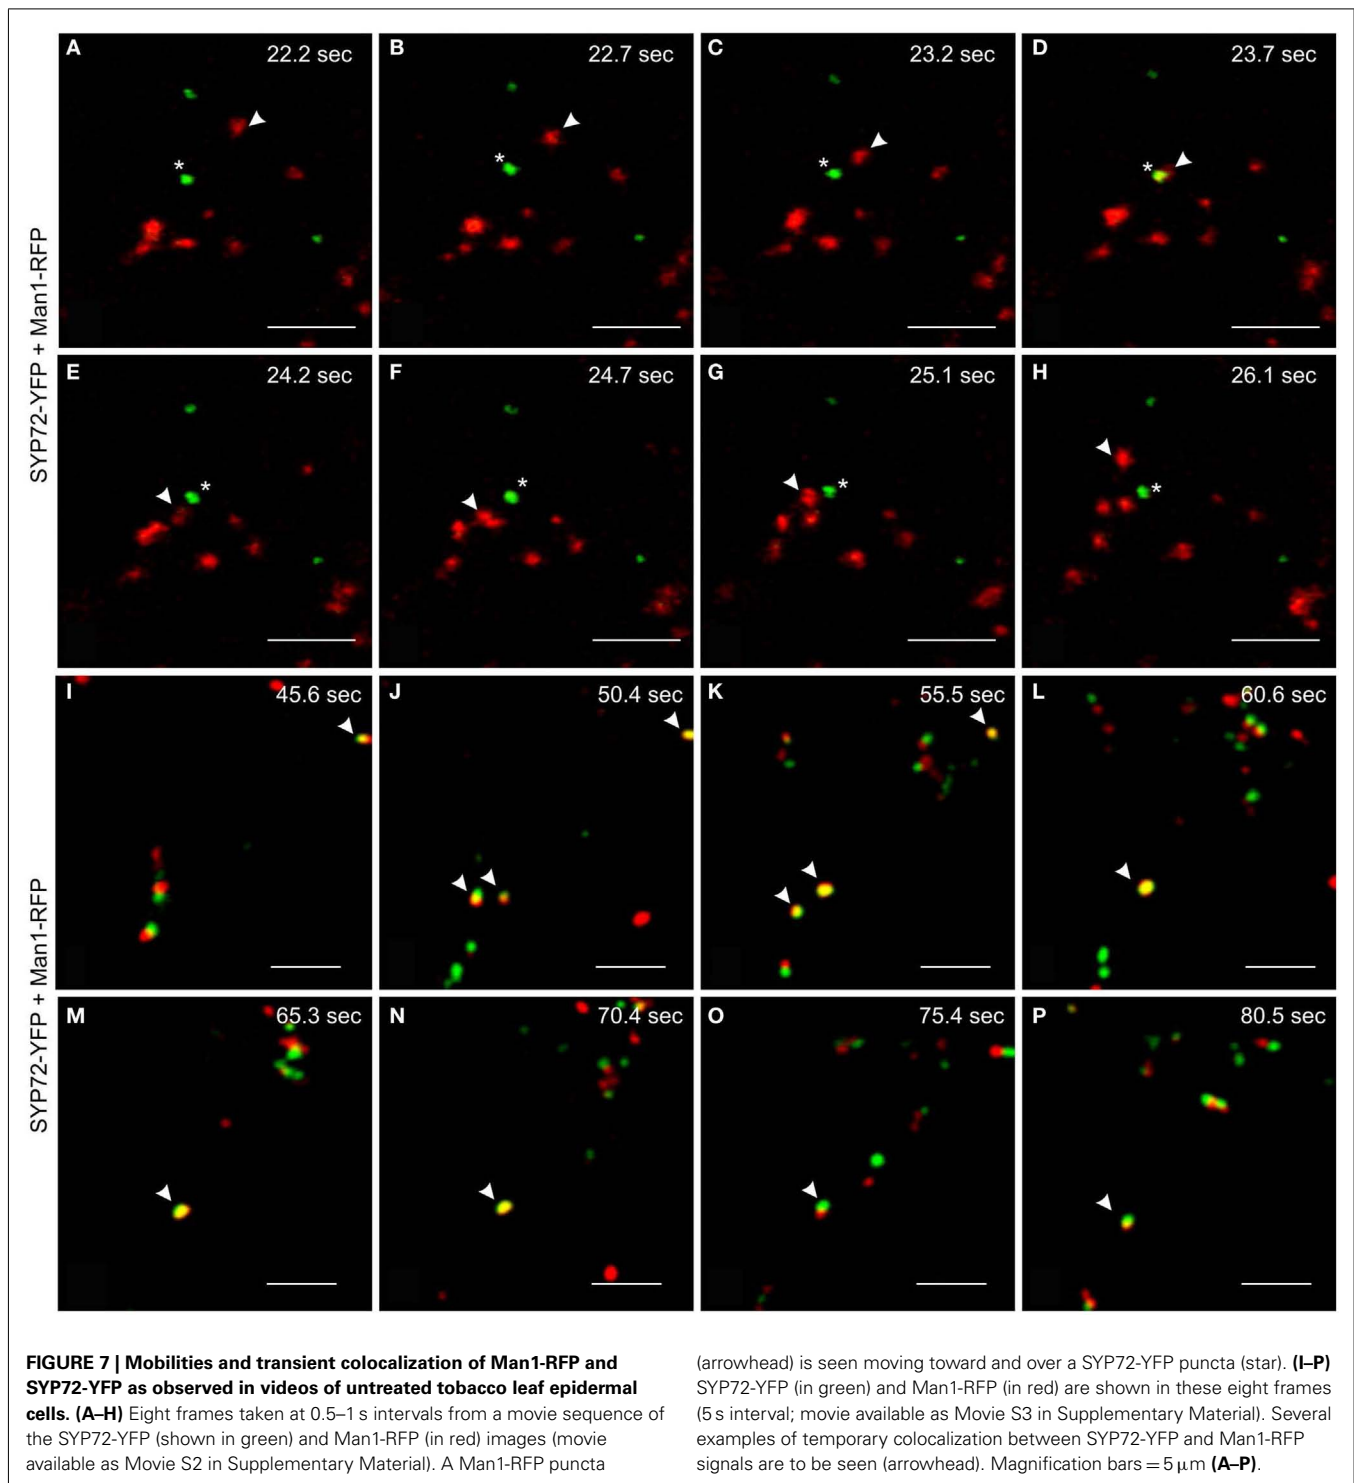 SYP72-YFP + Man1-RFP
A
22.2 sec
*
B
22.7 sec
*
C
23.2 sec
*
D
23.7 sec
*
E
24.2 sec
*
F
24.7 sec
*
G
25.1 sec
*
H
26.1 sec
*
SYP72-YFP + Man1-RFP
I
45.6 sec
J
50.4 sec
K
55.5 sec
L
60.6 sec
M
65.3 sec
N
70.4 sec
O
75.4 sec
P
80.5 sec
FIGURE 7 | Mobilities and transient colocalization of Man1-RFP and
SYP72-YFP as observed in videos of untreated tobacco leaf epidermal
cells. (A–H) Eight frames taken at 0.5–1 s intervals from a movie sequence of
the SYP72-YFP (shown in green) and Man1-RFP (in red) images (movie
available as Movie S2 in Supplementary Material). A Man1-RFP puncta
(arrowhead) is seen moving toward and over a SYP72-YFP puncta (star). (I–P)
SYP72-YFP (in green) and Man1-RFP (in red) are shown in these eight frames
(5 s interval; movie available as Movie S3 in Supplementary Material). Several
examples of temporary colocalization between SYP72-YFP and Man1-RFP
signals are to be seen (arrowhead). Magnification bars = 5 μm (A–P).